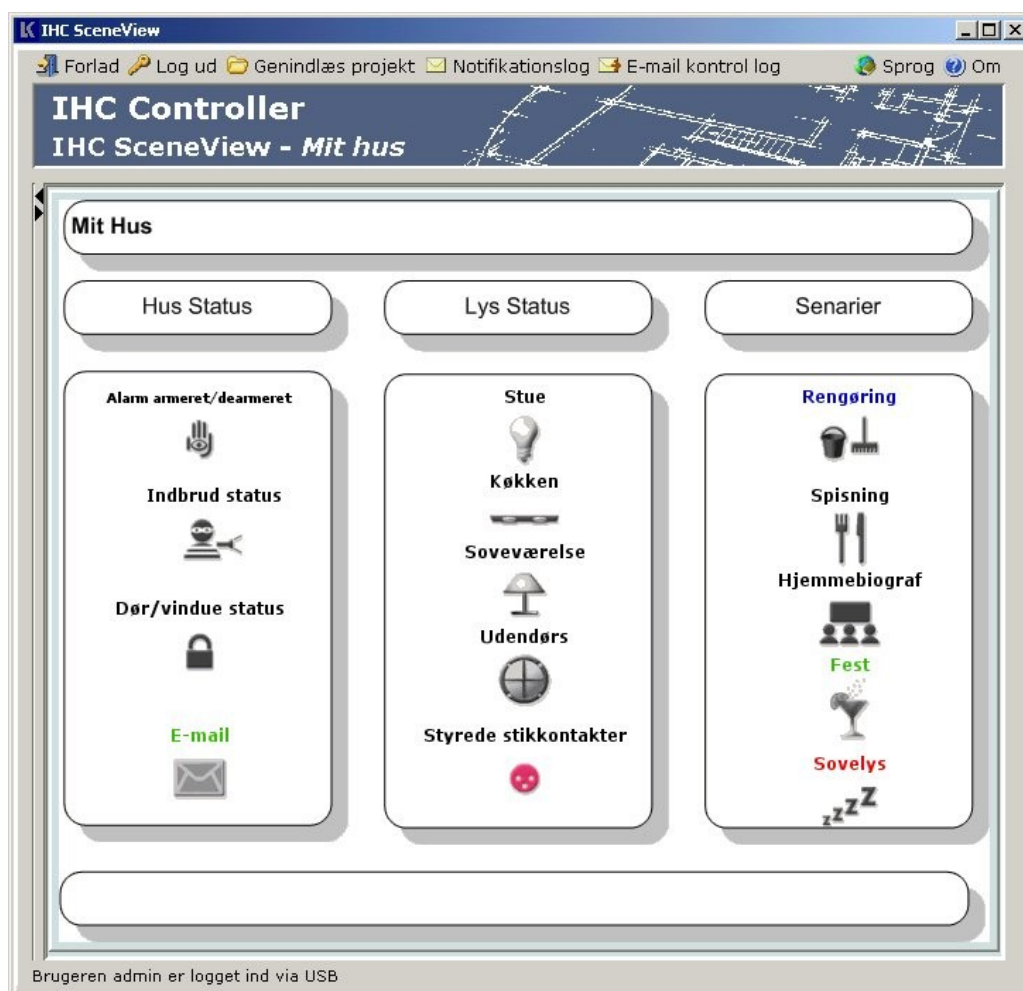 IHC SceneView
Forlad Log ud Genindlæs projekt Notifikationslog E-mail kontrol log Sprog Om
IHC Controller
IHC SceneView - Mit hus
Mit Hus
Hus Status
Alarm armeret/dearmeret
Indbrud status
Dør/vindue status
E-mail
Lys Status
Stue
Køkken
Soveværelse
Udendørs
Styrede stikkontakter
Senarier
Rengøring
Spisning
Hjemmebiograf
Fest
Sovelys
zzzZ
Brugeren admin er logget ind via USB